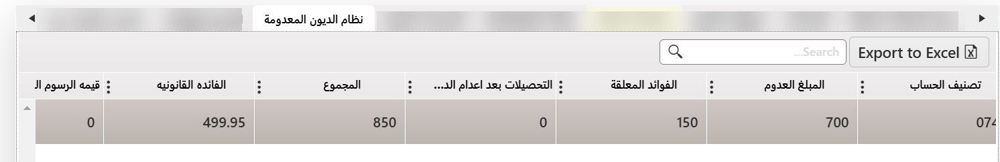 نظام الديون المعدومة
Export to Excel
Search...
تصنيف الحساب
المبلغ العدوم
الفوائد المعلقة
التحصيلات بعد اعدام الد...
المجموع
الفائده القانونيه
قيمه الرسوم ال
074
700
150
0
850
499.95
0